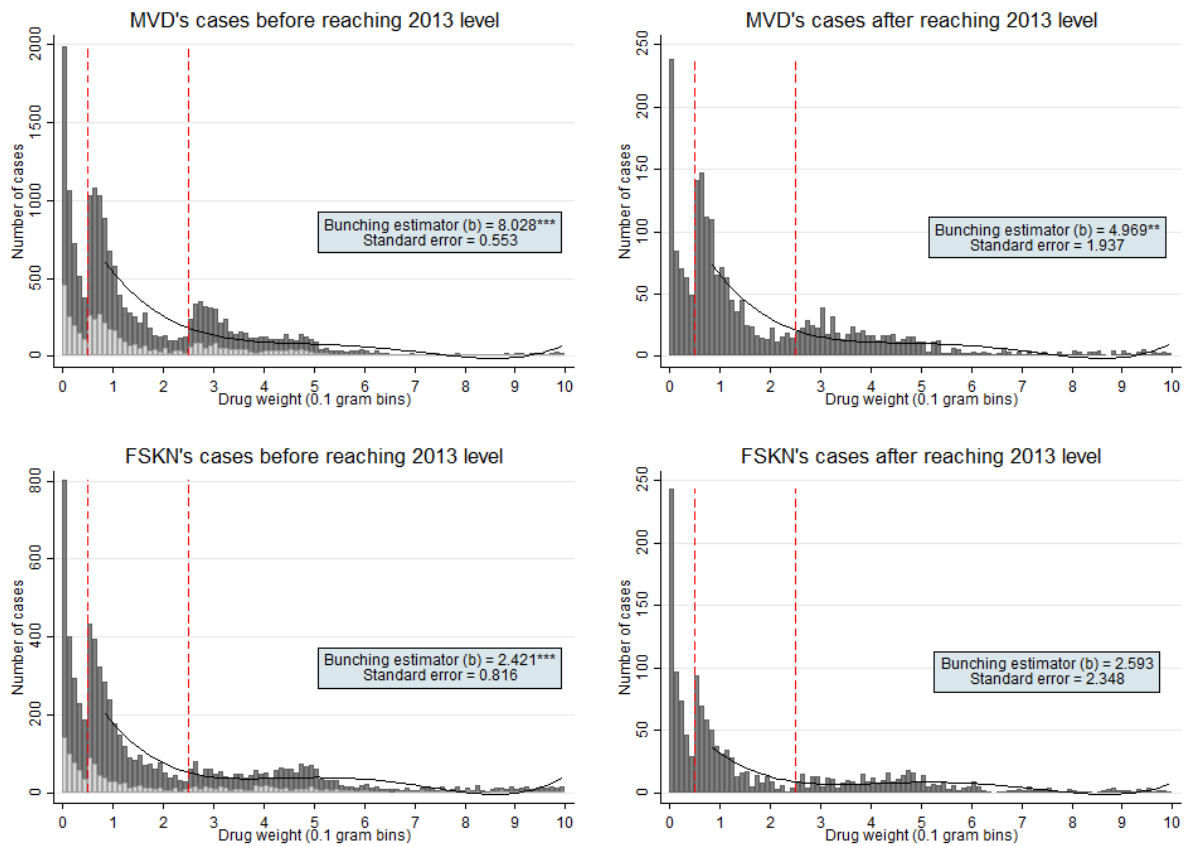 MVD's cases before reaching 2013 level
Number of cases
2000
1500
1000
500
0
Bunching estimator (b) = 8.028***
Standard error = 0.553
0 1 2 3 4 5 6 7 8 9 10
Drug weight (0.1 gram bins)
MVD's cases after reaching 2013 level
Number of cases
250
200
150
100
50
0
Bunching estimator (b) = 4.969**
Standard error = 1.937
0 1 2 3 4 5 6 7 8 9 10
Drug weight (0.1 gram bins)
FSKN's cases before reaching 2013 level
Number of cases
800
600
400
200
0
Bunching estimator (b) = 2.421***
Standard error = 0.816
0 1 2 3 4 5 6 7 8 9 10
Drug weight (0.1 gram bins)
FSKN's cases after reaching 2013 level
Number of cases
250
200
150
100
50
0
Bunching estimator (b) = 2.593
Standard error = 2.348
0 1 2 3 4 5 6 7 8 9 10
Drug weight (0.1 gram bins)